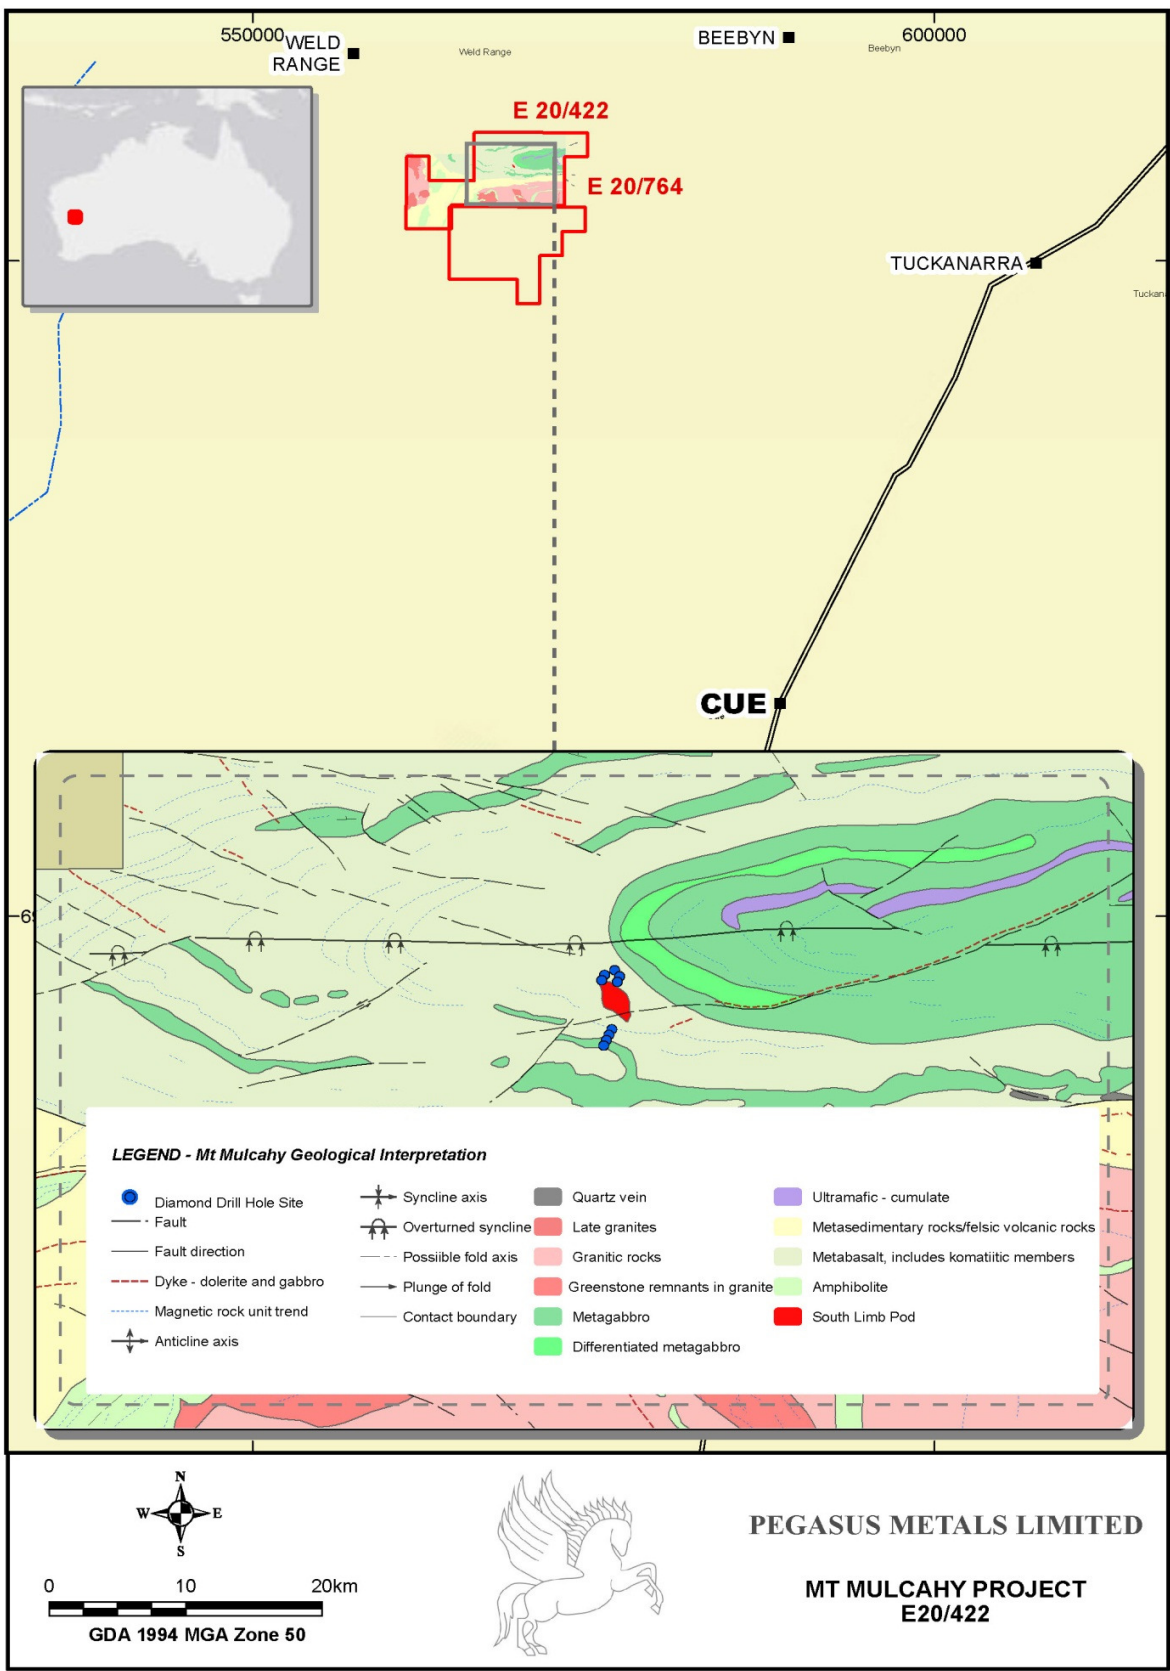 550000
600000
WELD
RANGE
Weld Range
BEEBYN
Beebyn
E 20/422
E 20/764
TUCKANARRA
Tuckan
CUE
LEGEND - Mt Mulcahy Geological Interpretation
Diamond Drill Hole Site
Fault
Fault direction
Dyke - dolerite and gabbro
Magnetic rock unit trend
Anticline axis
Syncline axis
Overturned syncline
Possiible fold axis
Plunge of fold
Contact boundary
Quartz vein
Late granites
Granitic rocks
Greenstone remnants in granite
Metagabbro
Differentiated metagabbro
Ultramafic - cumulate
Metasedimentary rocks/felsic volcanic rocks
Metabasalt, includes komatiitic members
Amphibolite
South Limb Pod
N
W E
S
0 10 20km
GDA 1994 MGA Zone 50
PEGASUS METALS LIMITED
MT MULCAHY PROJECT
E20/422